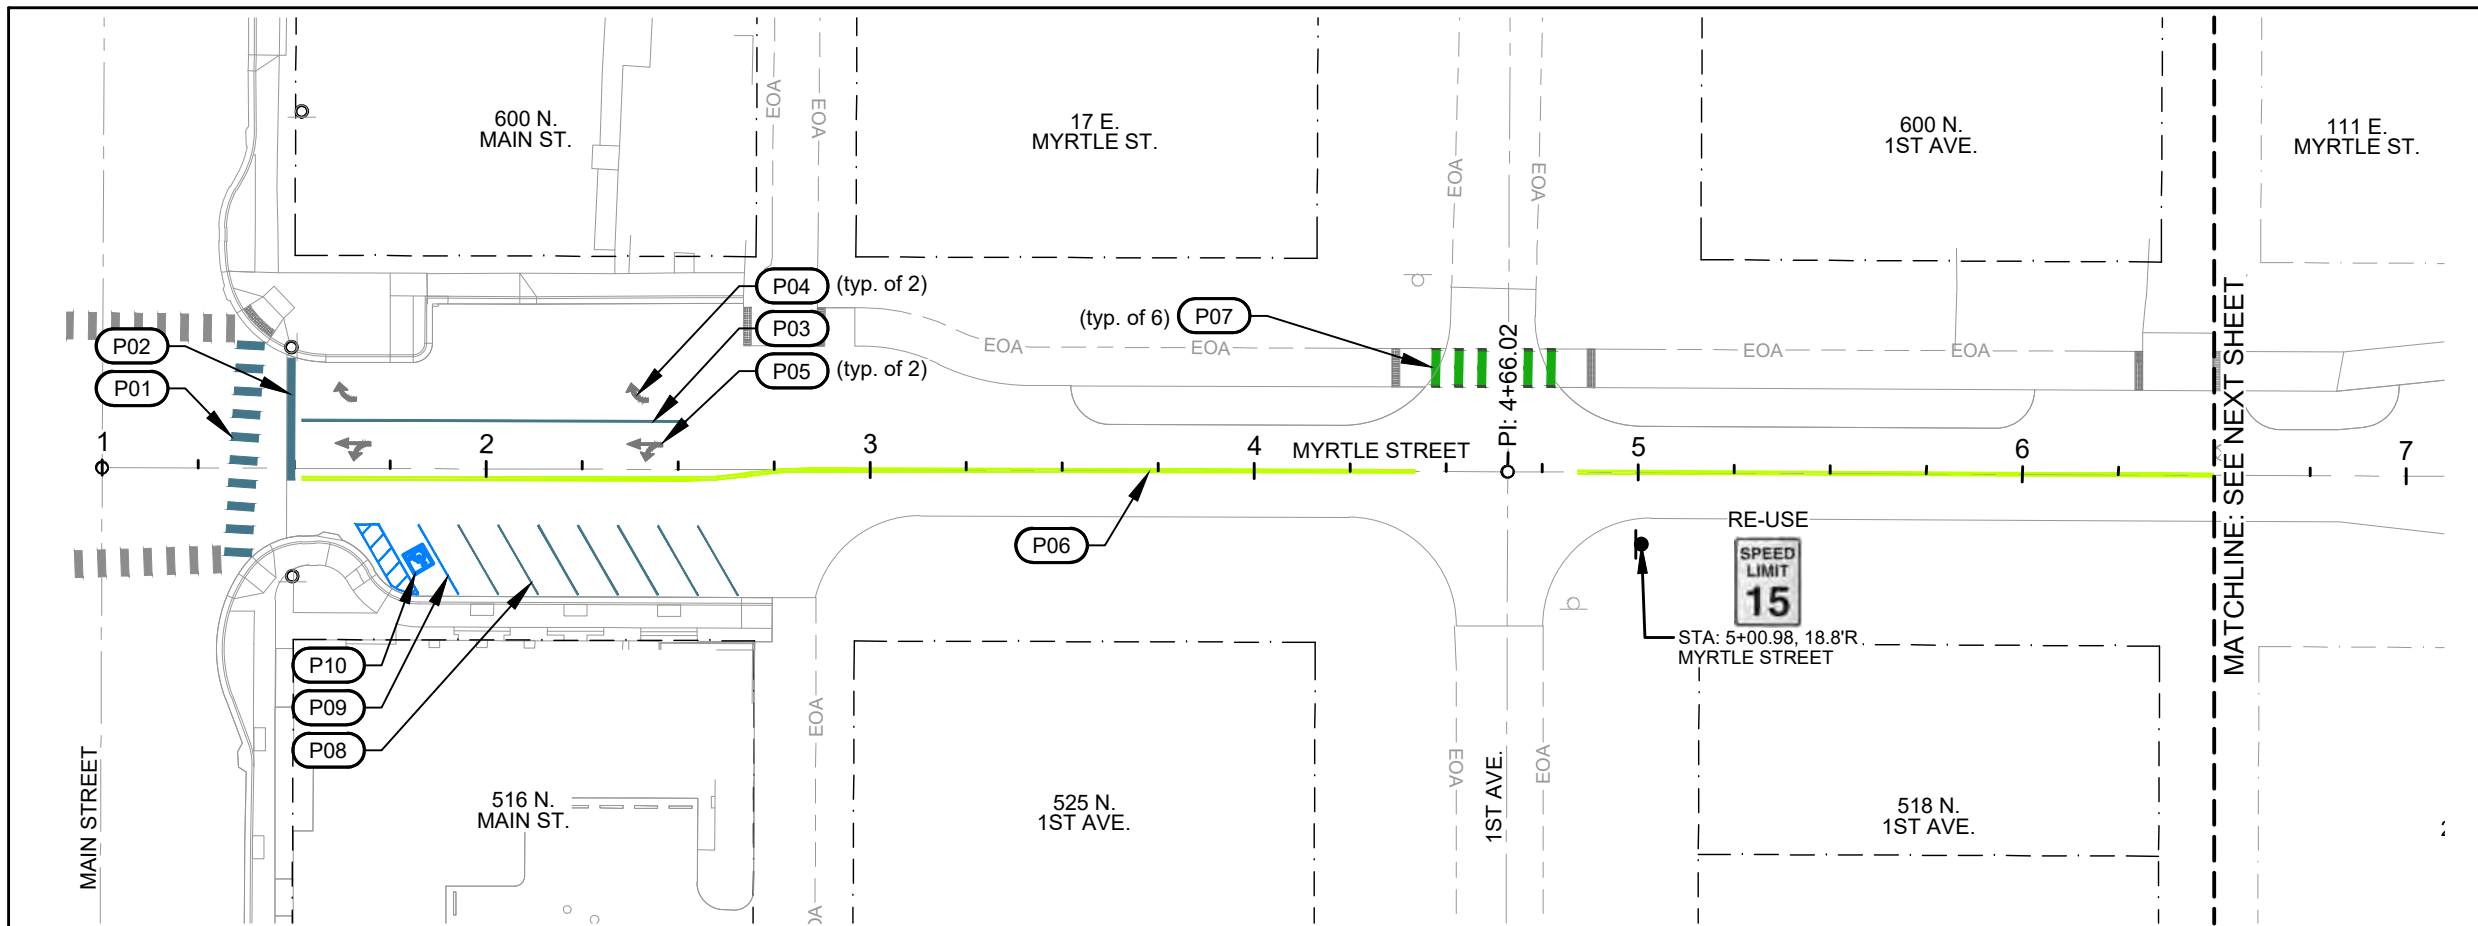 600 N.
MAIN ST.
17 E.
MYRTLE ST.
600 N.
1ST AVE.
111 E.
MYRTLE ST.
EOA
EOA
EOA
EOA
P04 (typ. of 2)
P03
P05 (typ. of 2)
(typ. of 6) P07
P02
P01
EOA
EOA
EOA
EOA
PI: 4+66.02
MATCHLINE: SEE NEXT SHEET
1
2
3
4
5
6
7
MYRTLE STREET
P06
RE-USE
SPEED
LIMIT
15
STA: 5+00.98, 18.8'R
MYRTLE STREET
P10
P09
P08
EOA
EOA
EOA
OA
MAIN STREET
1ST AVE.
516 N.
MAIN ST.
525 N.
1ST AVE.
518 N.
1ST AVE.